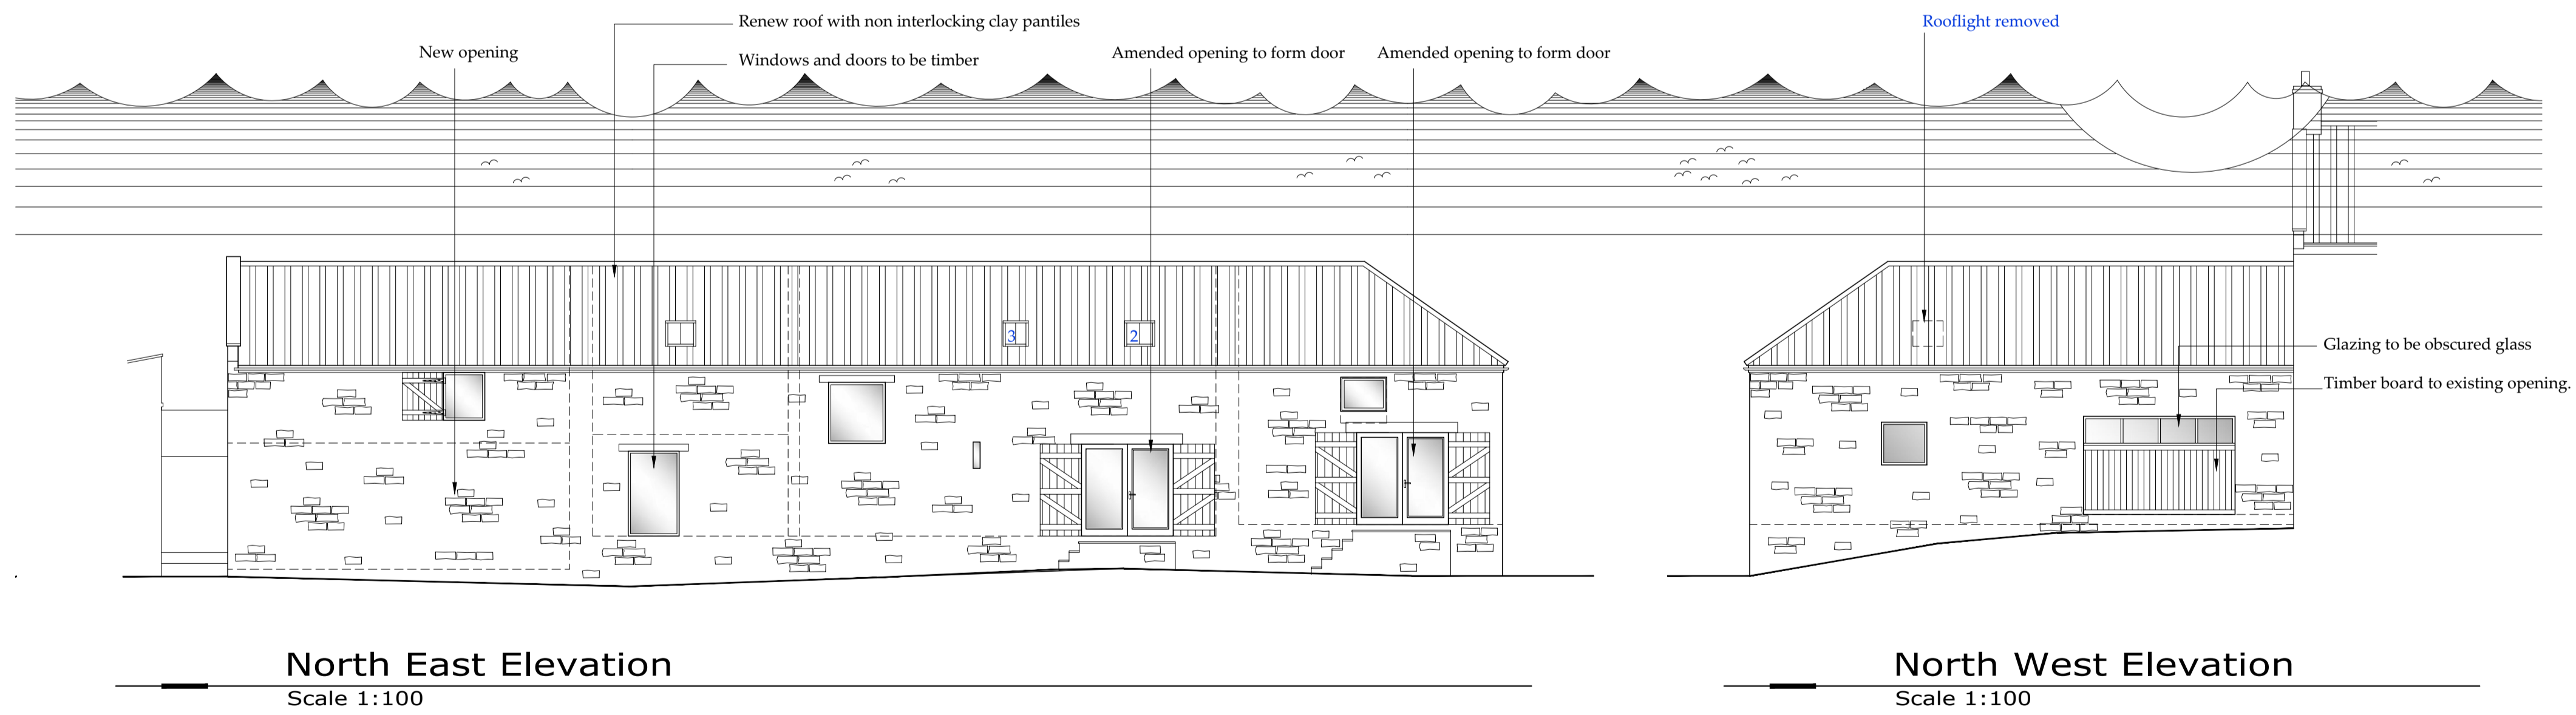 Renew roof with non interlocking clay pantiles
Rooflight removed
New opening
Windows and doors to be timber
Amended opening to form door
Amended opening to form door
3
2
Glazing to be obscured glass
Timber board to existing opening.
North East Elevation
Scale 1:100
North West Elevation
Scale 1:100